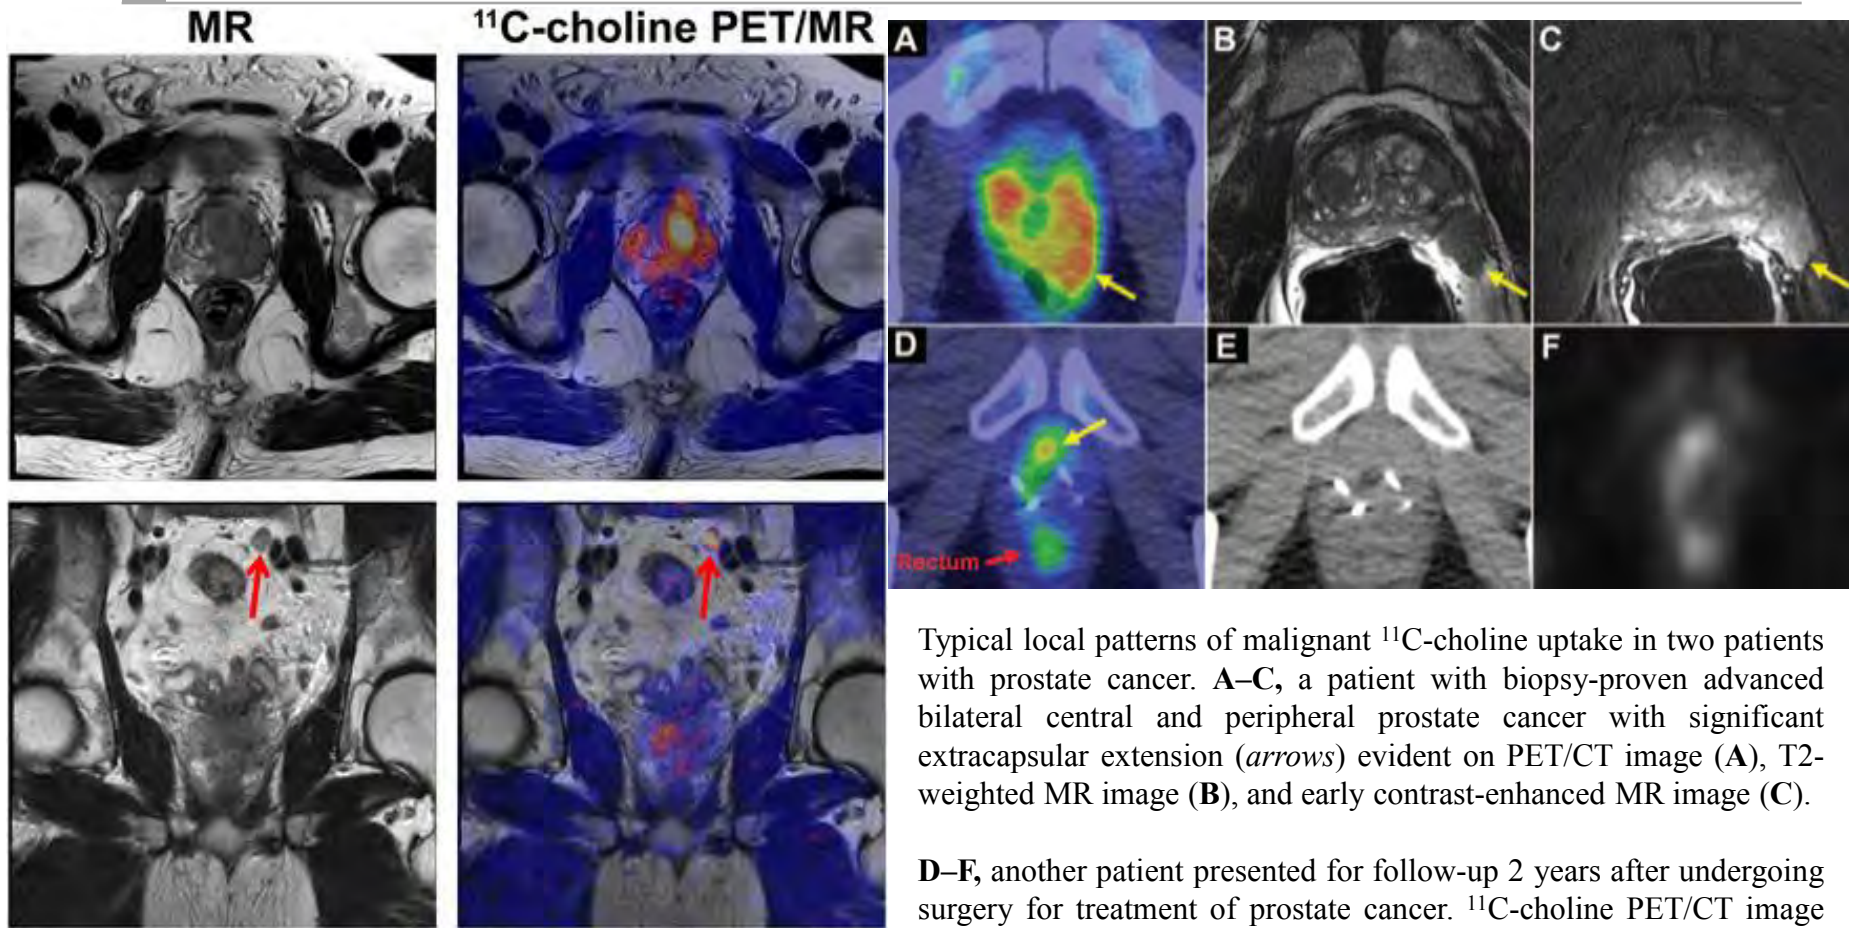 MR
¹¹C-choline PET/MR
A
B
C
D
E
F
Rectum
Typical local patterns of malignant ¹¹C-choline uptake in two patients
with prostate cancer. A–C, a patient with biopsy-proven advanced
bilateral central and peripheral prostate cancer with significant
extracapsular extension (arrows) evident on PET/CT image (A), T2-
weighted MR image (B), and early contrast-enhanced MR image (C).
D–F, another patient presented for follow-up 2 years after undergoing
surgery for treatment of prostate cancer. ¹¹C-choline PET/CT image